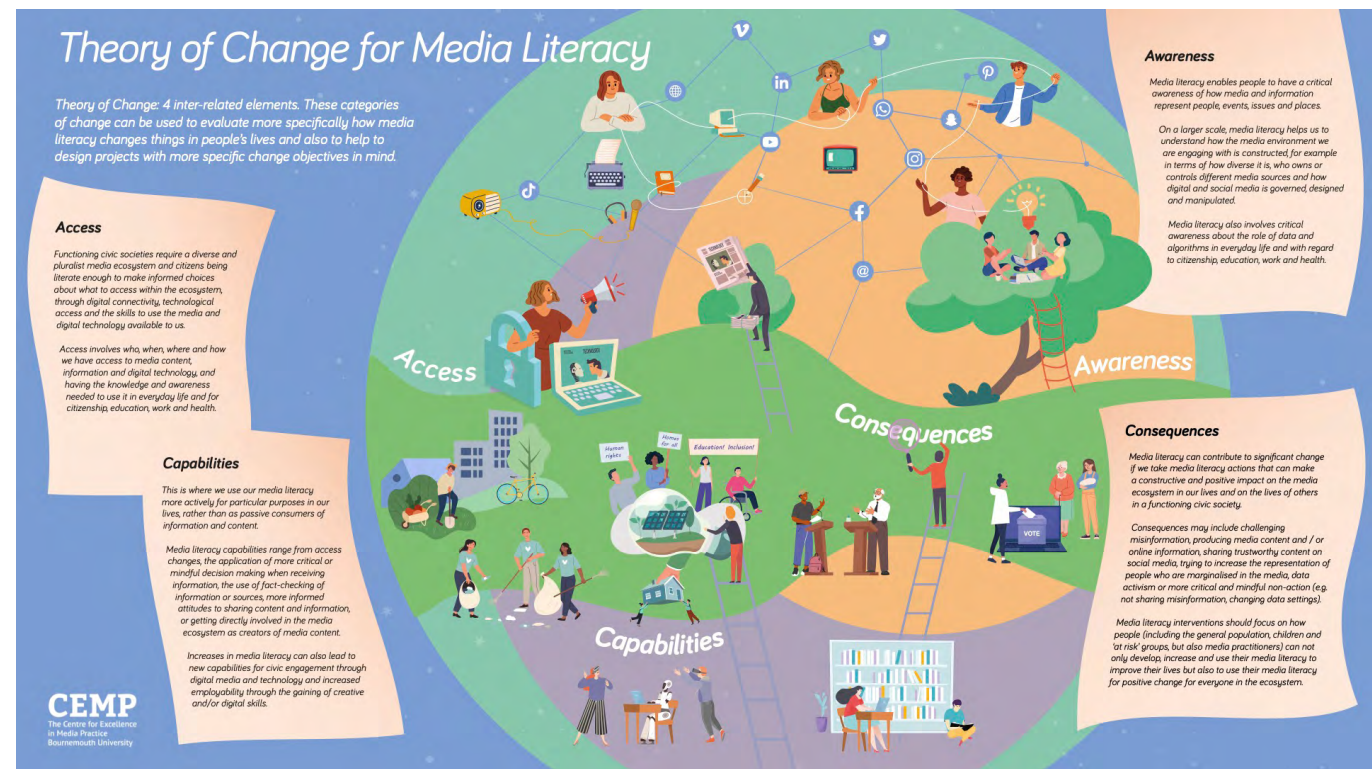 Theory of Change for Media Literacy
Theory of Change: 4 inter-related elements. These categories
of change can be used to evaluate more specifically how media
literacy changes things in people's lives and also to help to
design projects with more specific change objectives in mind.
Access
Functioning civic societies require a diverse and
pluralist media ecosystem and citizens being
literate enough to make informed choices
about what to access within the ecosystem,
through digital connectivity, technological
access and the skills to use the media and
digital technology available to us.
Access involves who, when, where and how
we have access to media content,
information and digital technology, and
having the knowledge and awareness
needed to use it in everyday life and for
citizenship, education, work and health.
Capabilities
This is where we use our media literacy
more actively for particular purposes in our
lives, rather than as passive consumers of
information and content.
Media literacy capabilities range from access
changes, the application of more critical or
mindful decision making when receiving
information, the use of fact-checking of
information or sources, more informed
attitudes to sharing content and information,
or getting directly involved in the media
ecosystem as creators of media content.
Increases in media literacy can also lead to
new capabilities for civic engagement through
digital media and technology and increased
employability through the gaining of creative
and/or digital skills.
CEMP
The Centre for Excellence
in Media Practice
Bournemouth University
in
@
TECHNOLOGY
TECHNOLOGY
Access
Awareness
Consequences
Human
rights
Homes
for all
Education! Inclusion!
VOTE
Capabilities
Awareness
Media literacy enables people to have a critical
awareness of how media and information
represent people, events, issues and places.
On a larger scale, media literacy helps us to
understand how the media environment we
are engaging with is constructed, for example
in terms of how diverse it is, who owns or
controls different media sources and how
digital and social media is governed, designed
and manipulated.
Media literacy also involves critical
awareness about the role of data and
algorithms in everyday life and with regard
to citizenship, education, work and health.
Consequences
Media literacy can contribute to significant change
if we take media literacy actions that can make
a constructive and positive impact on the media
ecosystem in our lives and on the lives of others
in a functioning civic society.
Consequences may include challenging
misinformation, producing media content and / or
online information, sharing trustworthy content on
social media, trying to increase the representation of
people who are marginalised in the media, data
activism or more critical and mindful non-action (e.g.
not sharing misinformation, changing data settings).
Media literacy interventions should focus on how
people (including the general population, children and
'at risk' groups, but also media practitioners) can not
only develop, increase and use their media literacy to
improve their lives but also to use their media literacy
for positive change for everyone in the ecosystem.